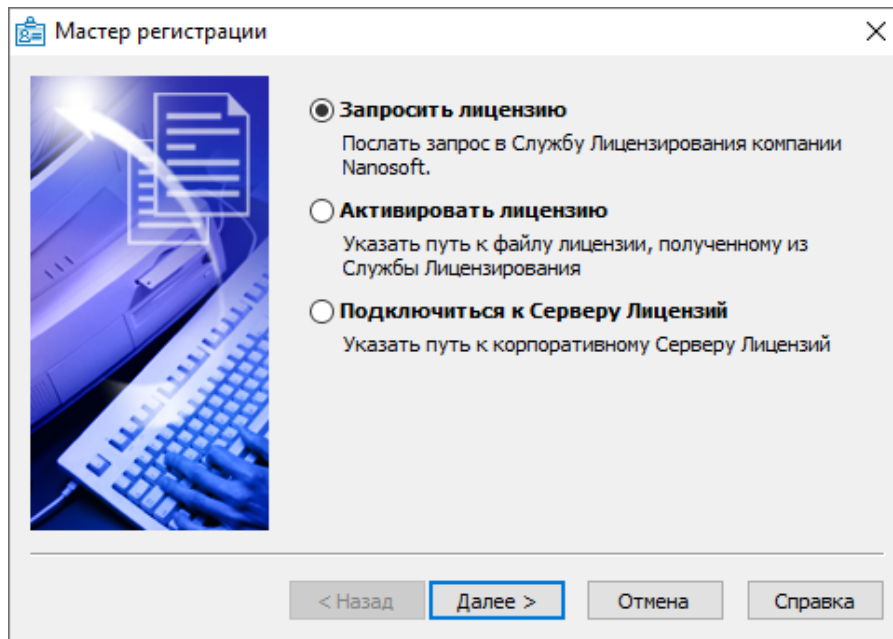 Мастер регистрации
Запросить лицензию
Послать запрос в Службу Лицензирования компании
Nanosoft.
Активировать лицензию
Указать путь к файлу лицензии, полученному из
Службы Лицензирования
Подключиться к Серверу Лицензий
Указать путь к корпоративному Серверу Лицензий
< Назад Далее > Отмена Справка